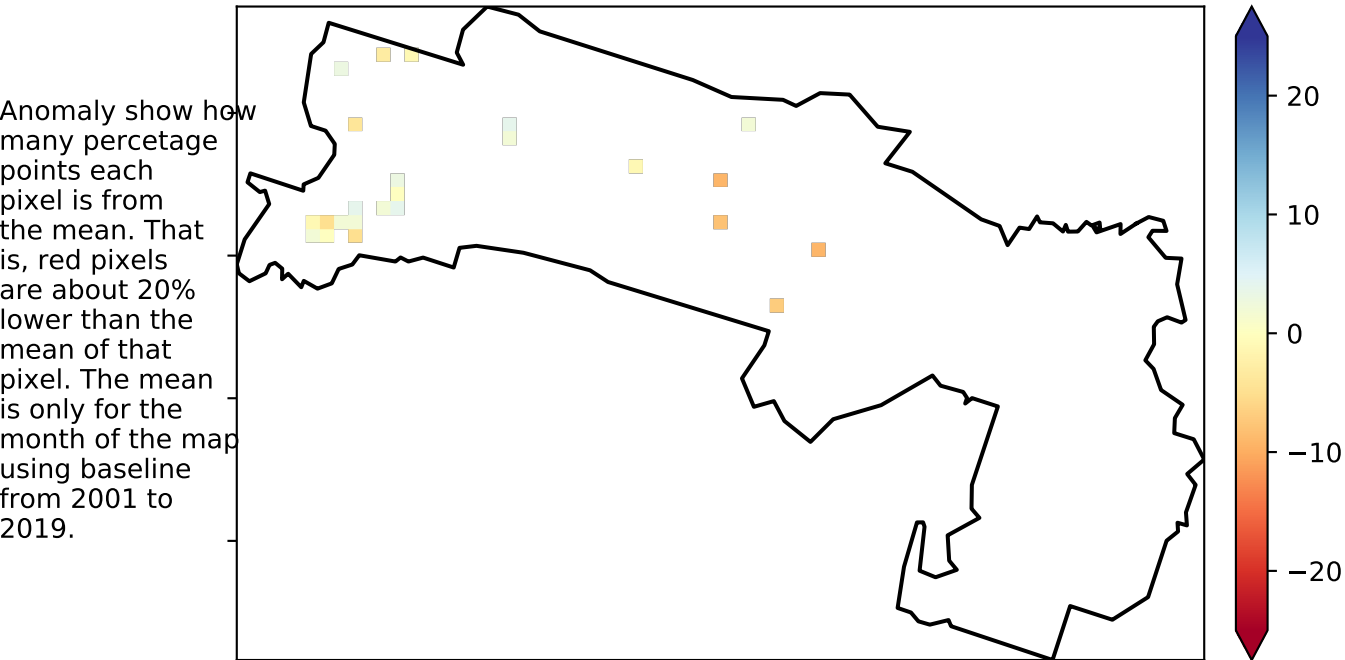 Anomaly show how
many percetage
points each
pixel is from
the mean. That
is, red pixels
are about 20%
lower than the
mean of that
pixel. The mean
is only for the
month of the map
using baseline
from 2001 to
2019.
20
10
0
−10
−20